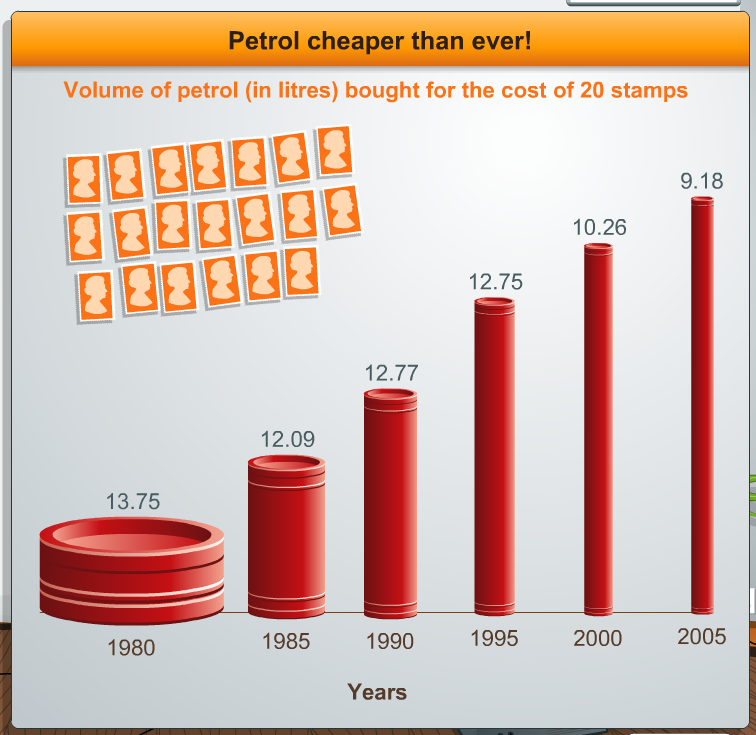 Petrol cheaper than ever!
Volume of petrol (in litres) bought for the cost of 20 stamps
9.18
10.26
12.75
12.77
12.09
13.75
1980 1985 1990 1995 2000 2005
Years